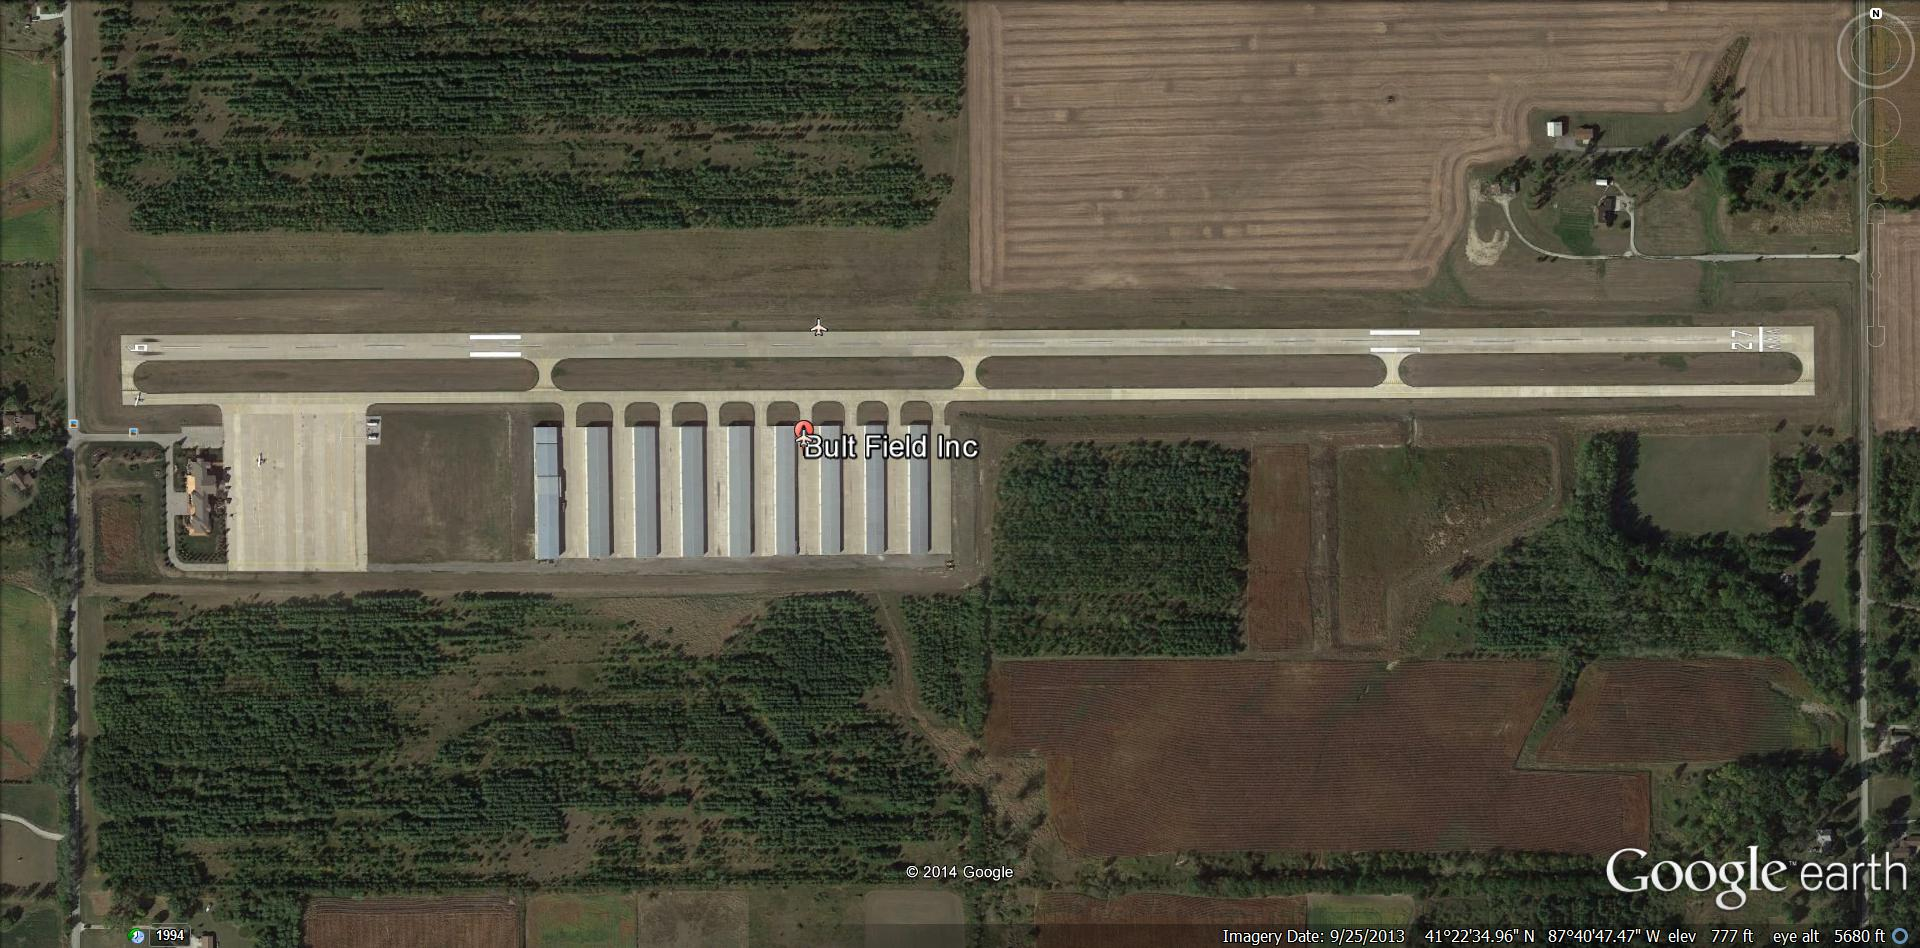 N
27
Bult Field Inc
© 2014 Google
Google earth
1994
Imagery Date: 9/25/2013 41°22'34.96" N 87°40'47.47" W elev 777 ft eye alt 5680 ft